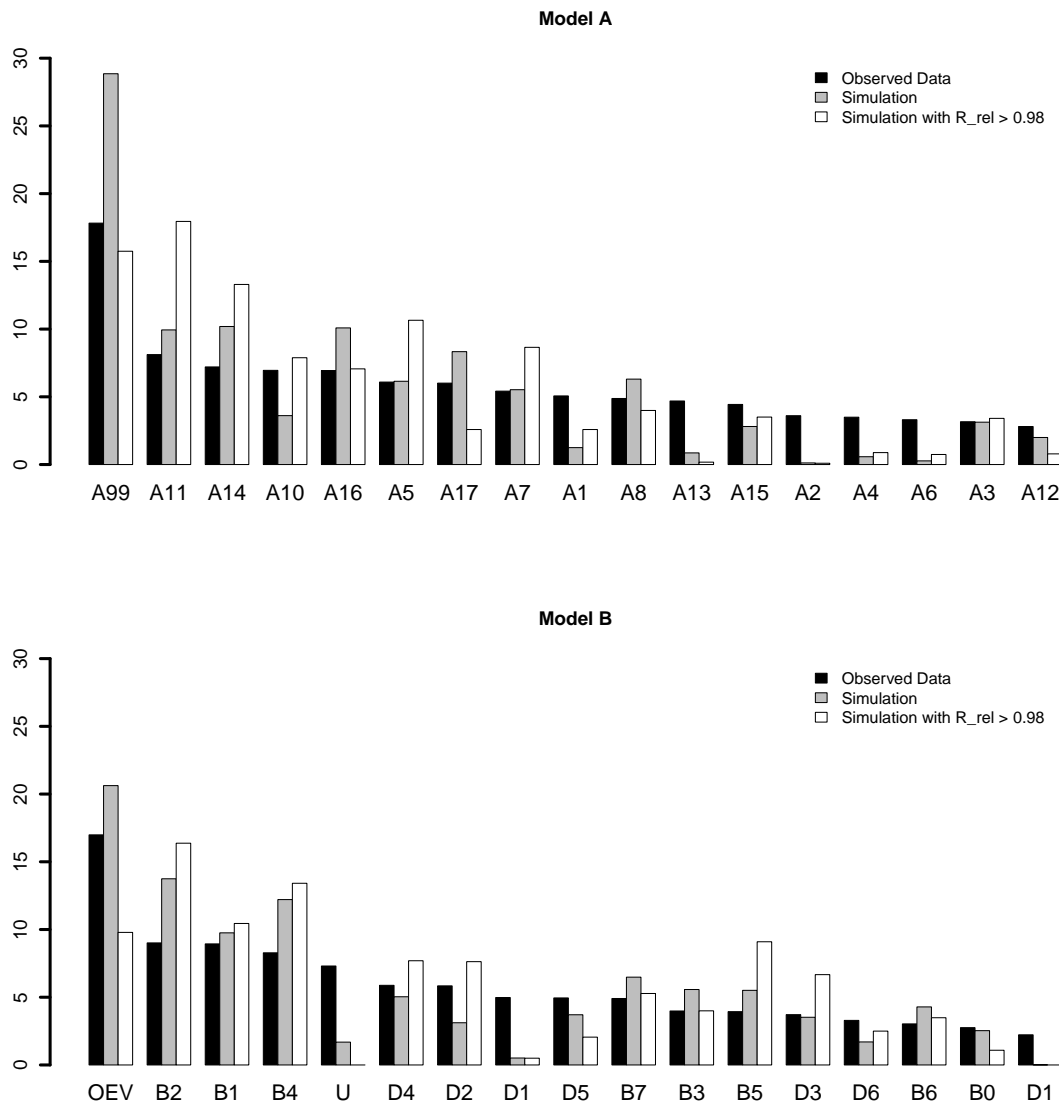 Model A
30
25
20
15
10
5
0
Observed Data
Simulation
Simulation with R_rel > 0.98
A99 A11 A14 A10 A16 A5 A17 A7 A1 A8 A13 A15 A2 A4 A6 A3 A12
Model B
30
25
20
15
10
5
0
Observed Data
Simulation
Simulation with R_rel > 0.98
OEV B2 B1 B4 U D4 D2 D1 D5 B7 B3 B5 D3 D6 B6 B0 D1